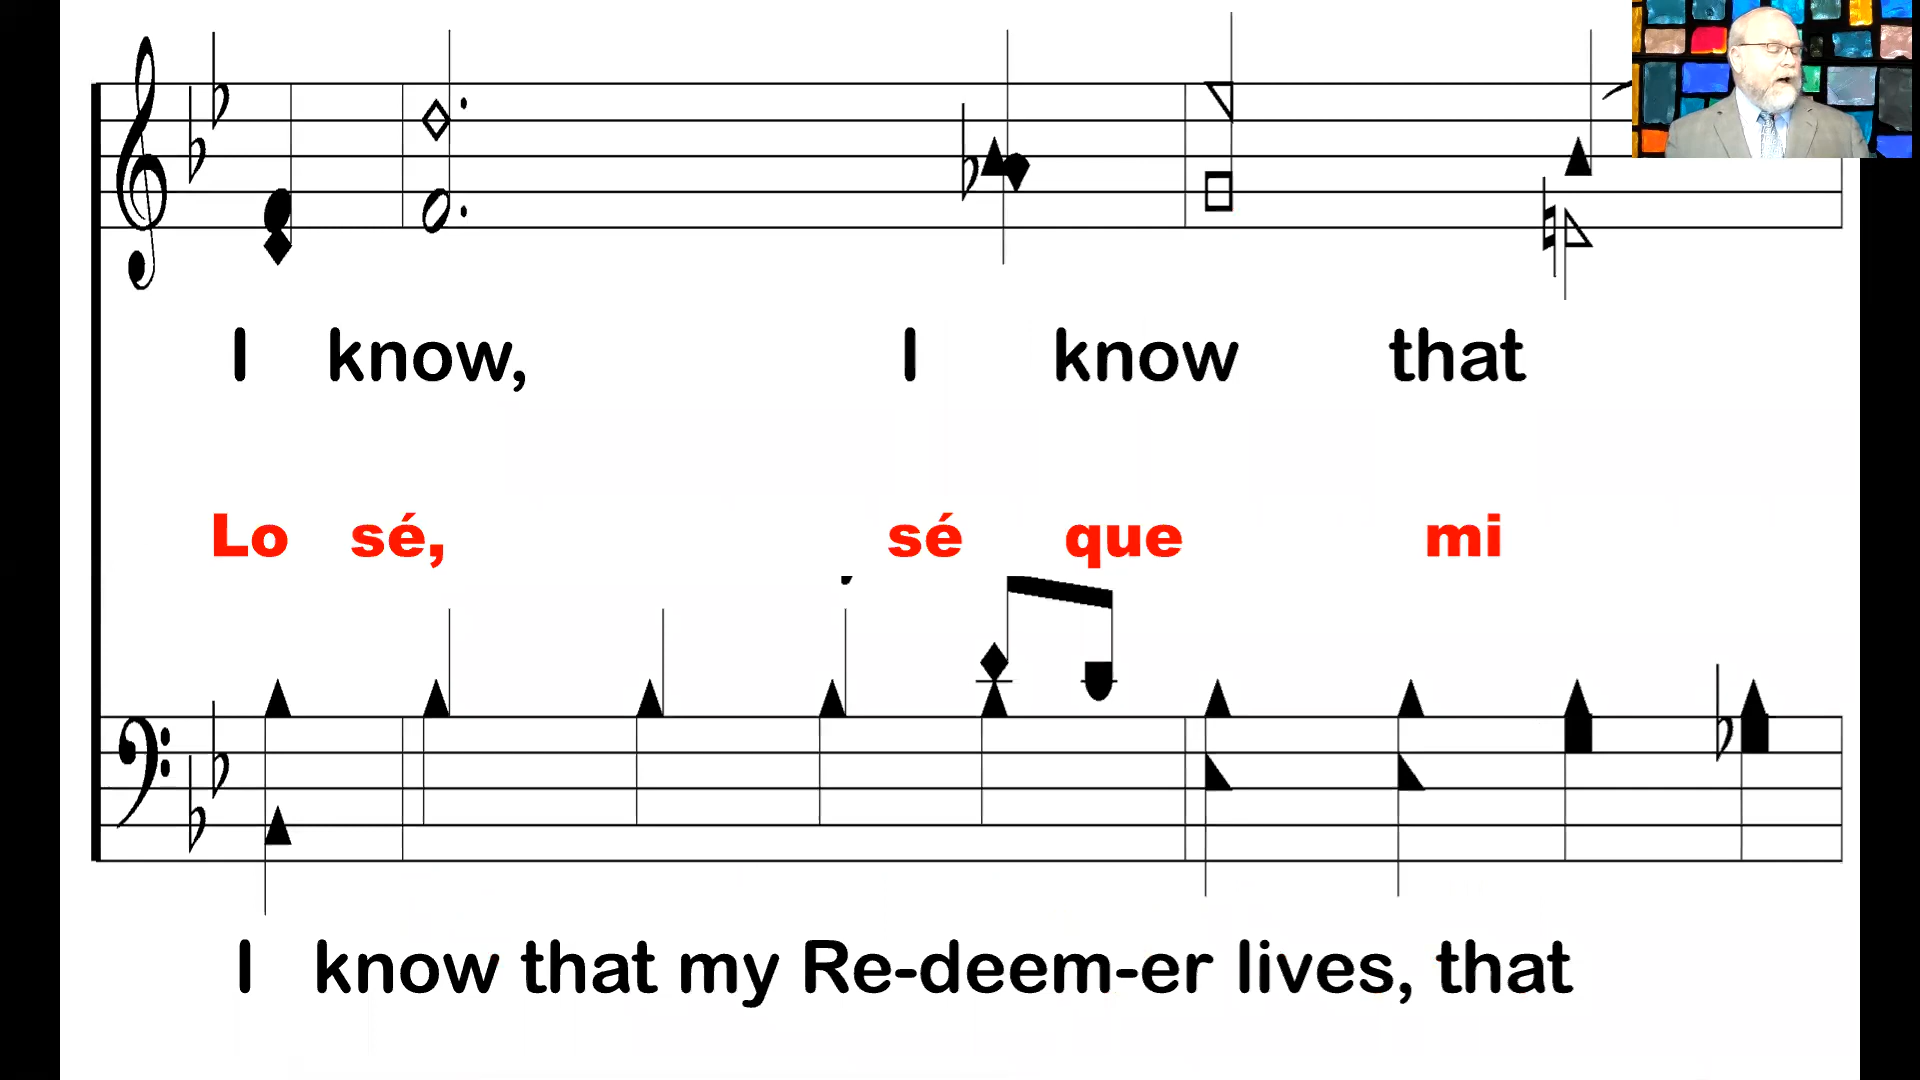 I know, I know that
Lo sé, sé que mi
I know that my Re-deem-er lives, that